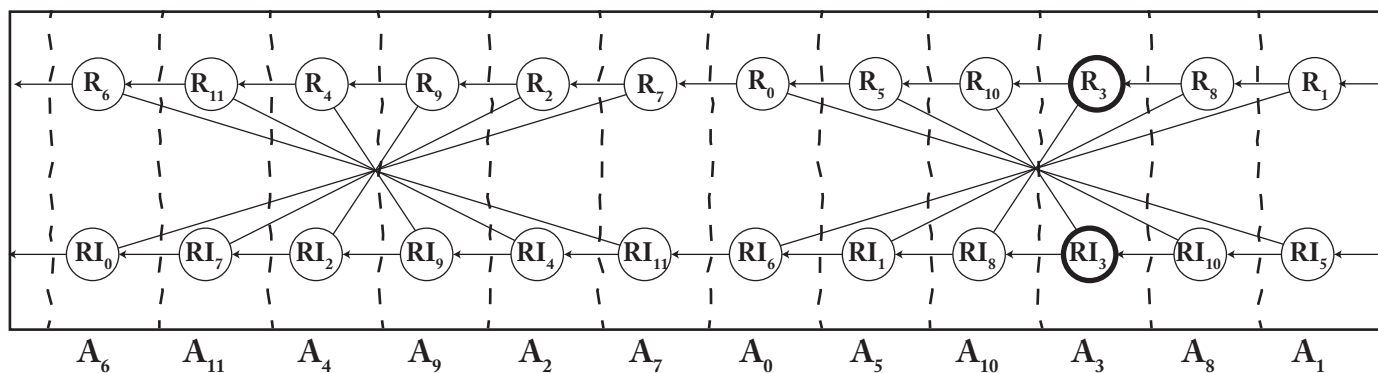 R₆ R₁₁ R₄ R₉ R₂ R₇ R₀ R₅ R₁₀ R₃ R₈ R₁
RI₀ RI₇ RI₂ RI₉ RI₄ RI₁₁ RI₆ RI₁ RI₈ RI₃ RI₁₀ RI₅
A₆ A₁₁ A₄ A₉ A₂ A₇ A₀ A₅ A₁₀ A₃ A₈ A₁